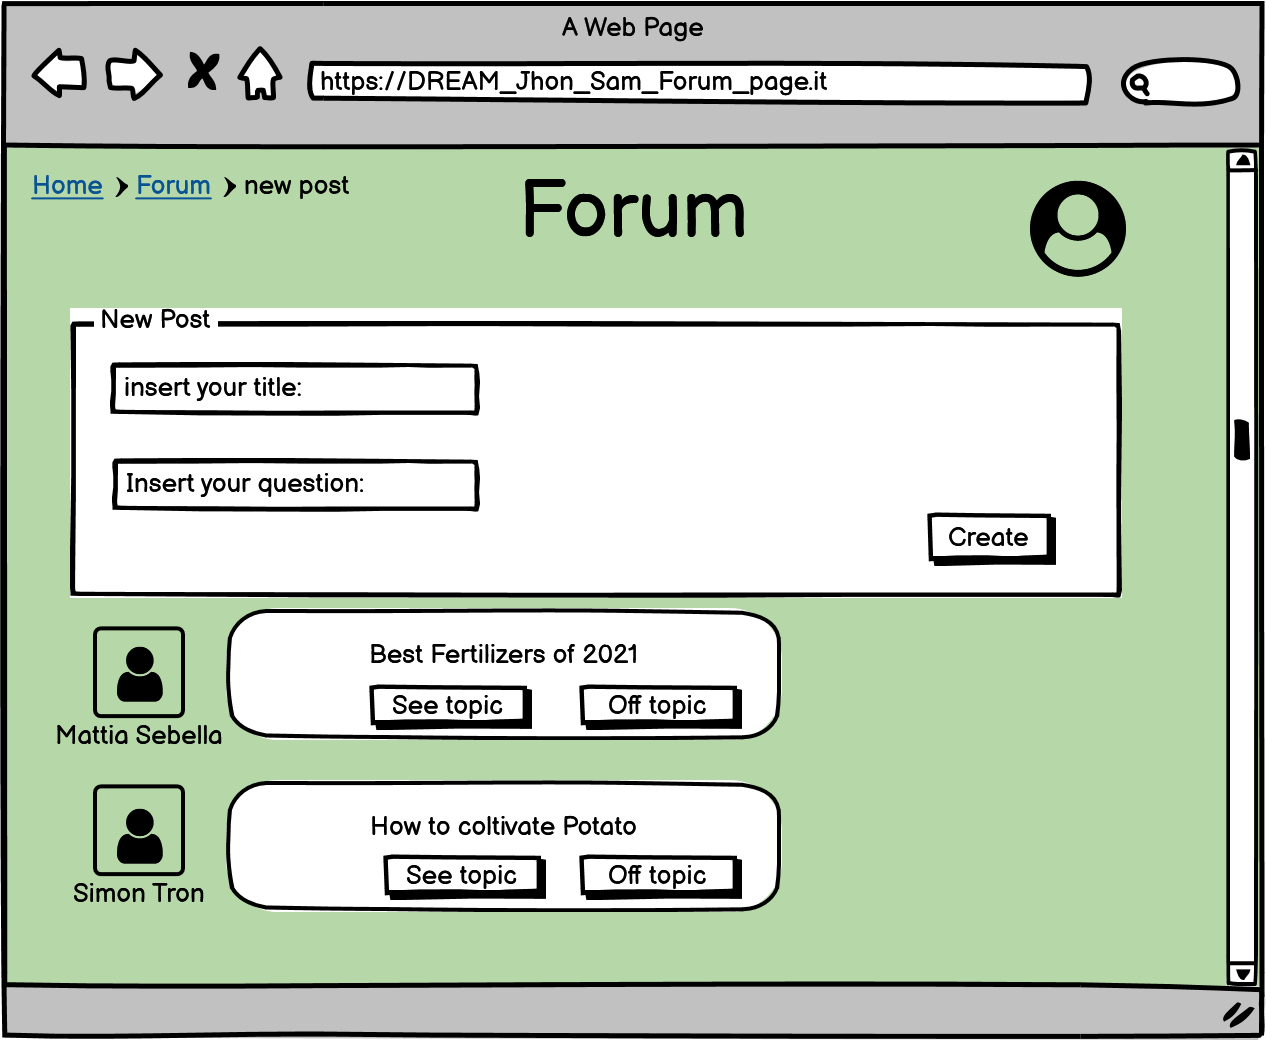 A Web Page
https://DREAM_Jhon_Sam_Forum_page.it
Home Forum new post
Forum
New Post
insert your title:
Insert your question:
Create
Best Fertilizers of 2021
See topic Off topic
Mattia Sebella
How to coltivate Potato
See topic Off topic
Simon Tron